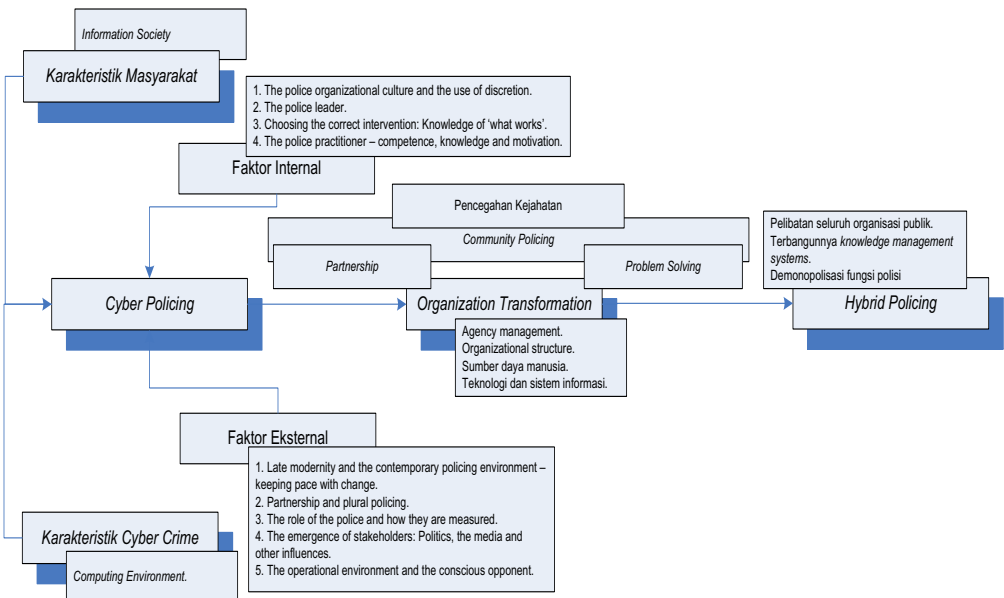 Information Society
Karakteristik Masyarakat
1. The police organizational culture and the use of discretion.
2. The police leader.
3. Choosing the correct intervention: Knowledge of ‘what works’.
4. The police practitioner – competence, knowledge and motivation.
Faktor Internal
Pencegahan Kejahatan
Community Policing
Partnership
Problem Solving
Pelibatan seluruh organisasi publik.
Terbangunnya knowledge management
systems.
Demonopolisasi fungsi polisi
Cyber Policing
Organization Transformation
Hybrid Policing
Agency management.
Organizational structure.
Sumber daya manusia.
Teknologi dan sistem informasi.
Faktor Eksternal
1. Late modernity and the contemporary policing environment –
keeping pace with change.
2. Partnership and plural policing.
3. The role of the police and how they are measured.
4. The emergence of stakeholders: Politics, the media and
other influences.
5. The operational environment and the conscious opponent.
Karakteristik Cyber Crime
Computing Environment.